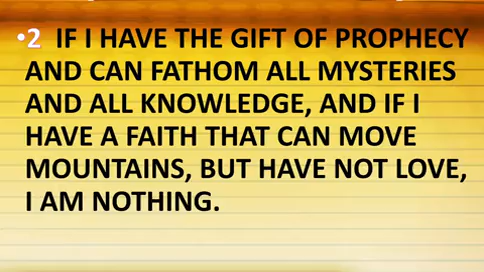 •2 IF I HAVE THE GIFT OF PROPHECY
AND CAN FATHOM ALL MYSTERIES
AND ALL KNOWLEDGE, AND IF I
HAVE A FAITH THAT CAN MOVE
MOUNTAINS, BUT HAVE NOT LOVE,
I AM NOTHING.